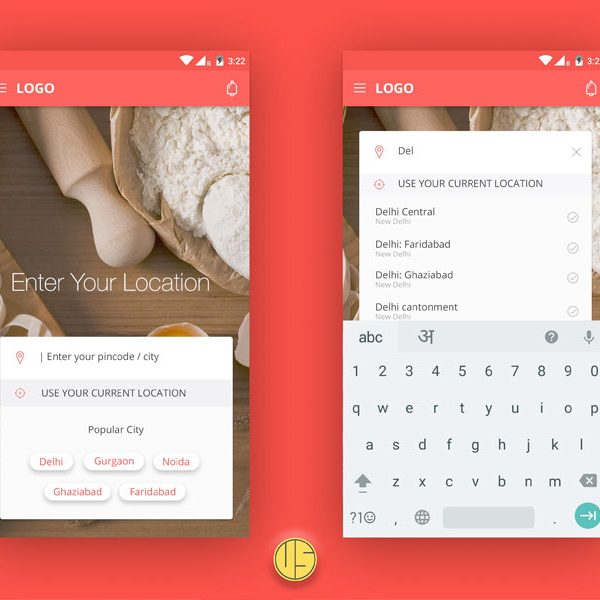 3:22
LOGO
Enter Your Location
| Enter your pincode / city
USE YOUR CURRENT LOCATION
Popular City
Delhi
Gurgaon
Noida
Ghaziabad
Faridabad
LOGO
Del
USE YOUR CURRENT LOCATION
Delhi Central
New Delhi
Delhi: Faridabad
New Delhi
Delhi: Ghaziabad
New Delhi
Delhi cantonment
New Delhi
abc अ ?
1 2 3 4 5 6 7 8 9 0
q w e r t y u i o p
a s d f g h j k l
z x c v b n m
?1☺ , .